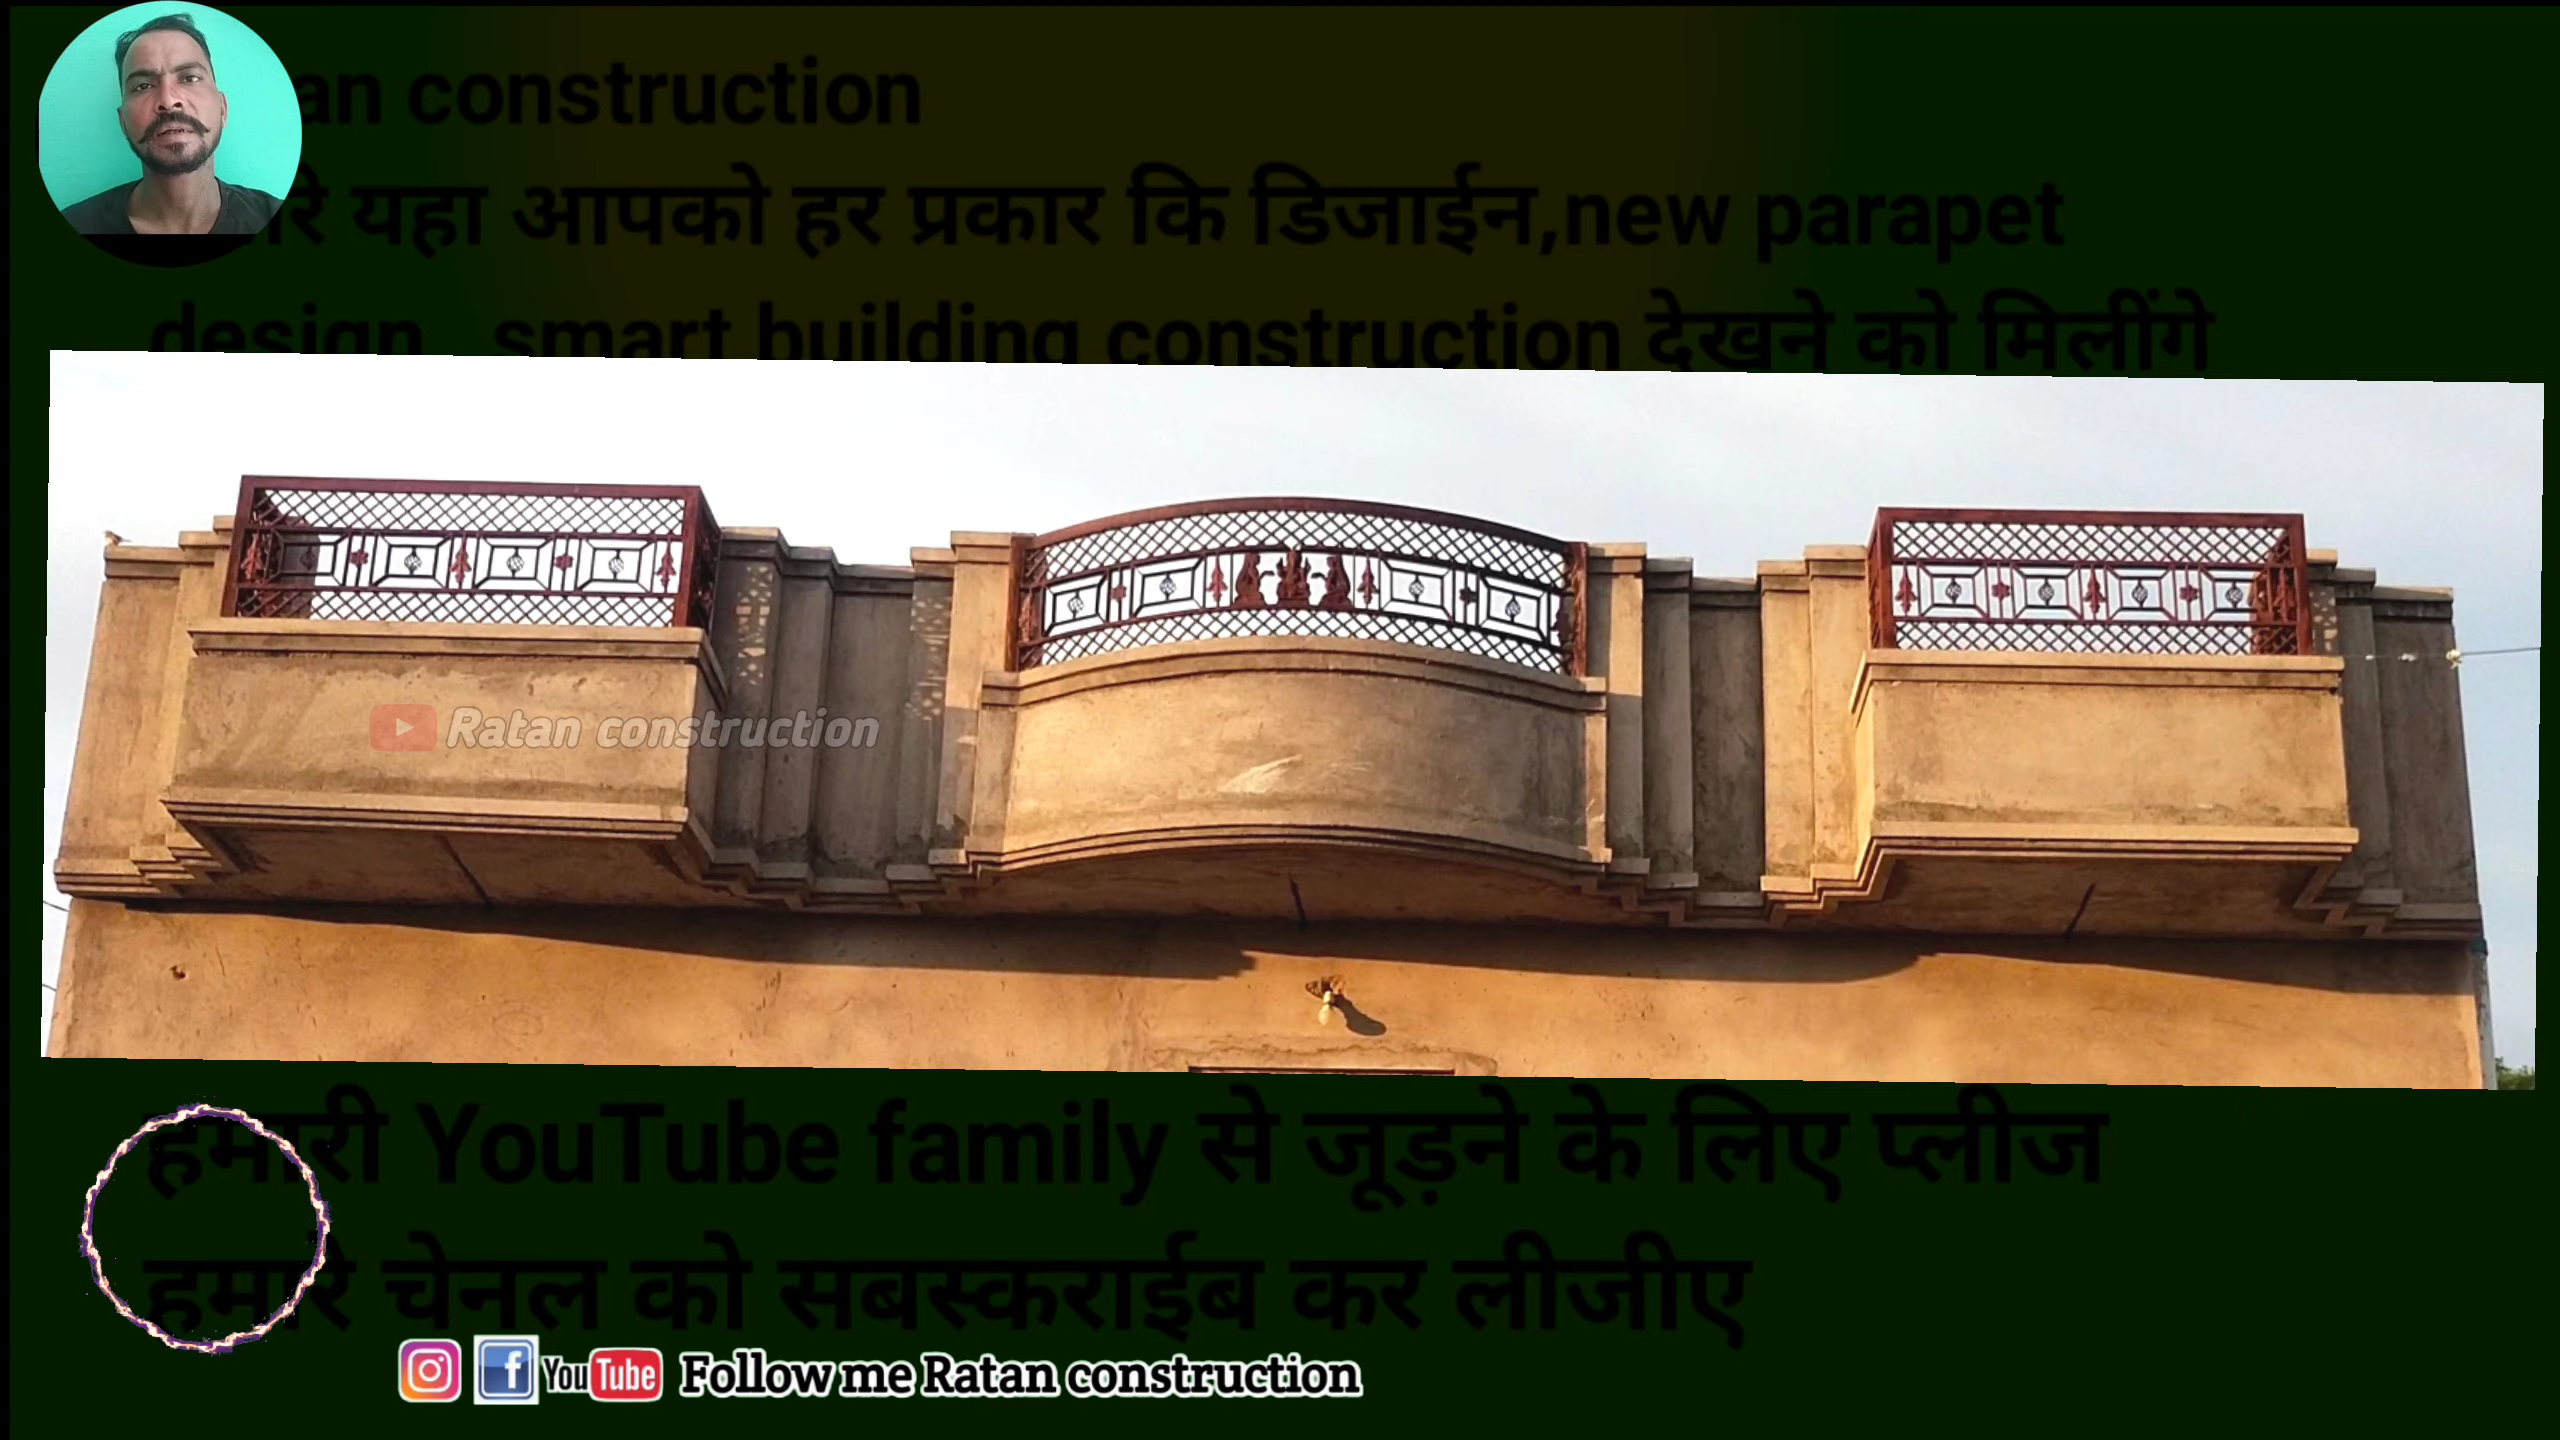 an construction
रे यहा आपको हर प्रकार कि डिजाईन,new parapet
design, smart building construction देखने को मिलींगे
Ratan construction
हमारी YouTube family से जूड़ने के लिए प्लीज
हमारे चेनल को सबस्कराईब कर लीजीए
YouTube Follow me Ratan construction